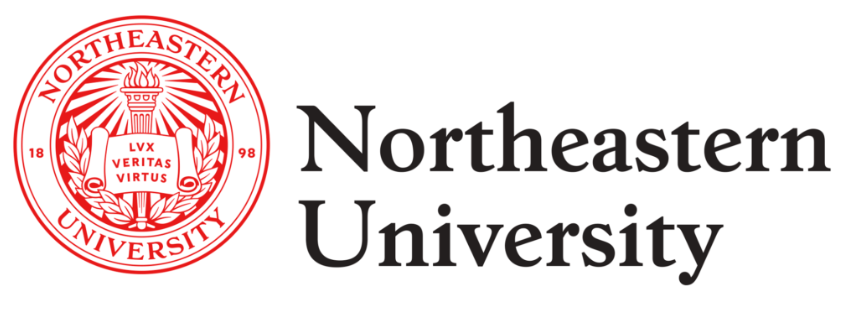 NORTHEASTERN
18 98
LVX
VERITAS
VIRTUS
UNIVERSITY
Northeastern
University